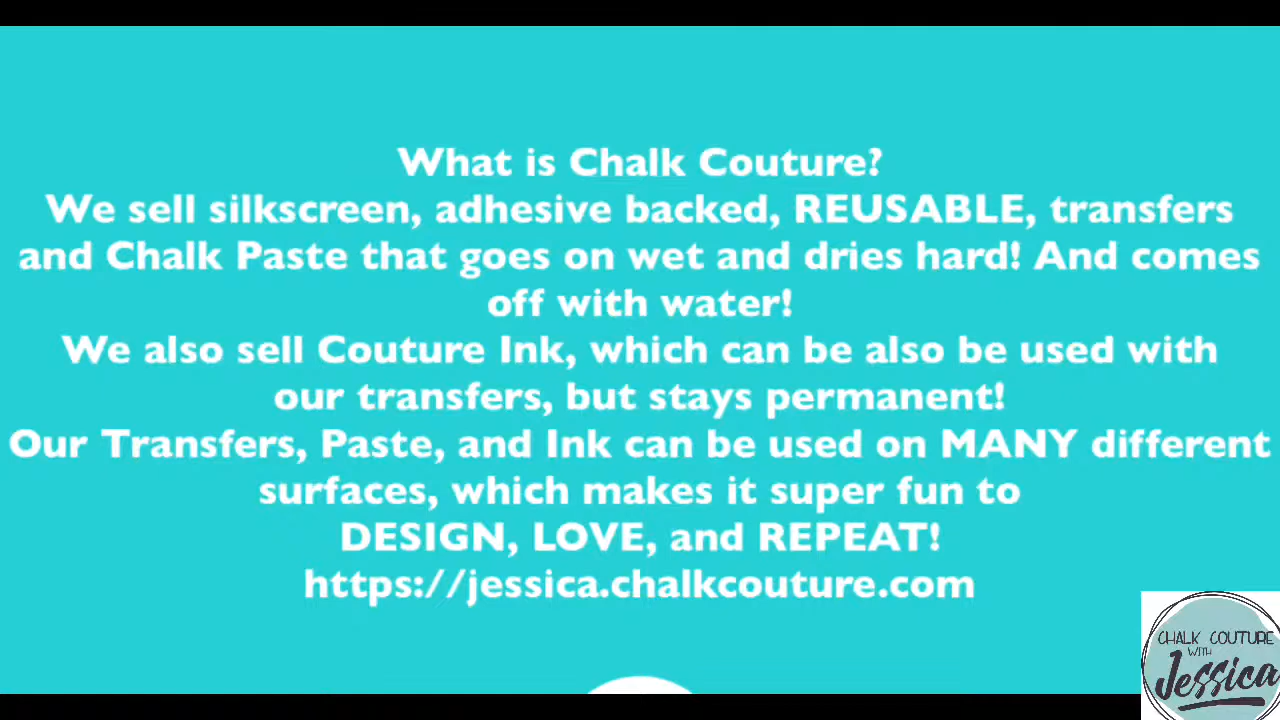 What is Chalk Couture?
We sell silkscreen, adhesive backed, REUSABLE, transfers
and Chalk Paste that goes on wet and dries hard! And comes
off with water!
We also sell Couture Ink, which can be also be used with
our transfers, but stays permanent!
Our Transfers, Paste, and Ink can be used on MANY different
surfaces, which makes it super fun to
DESIGN, LOVE, and REPEAT!
https://jessica.chalkcouture.com
CHALK COUTURE
WITH
Jessica